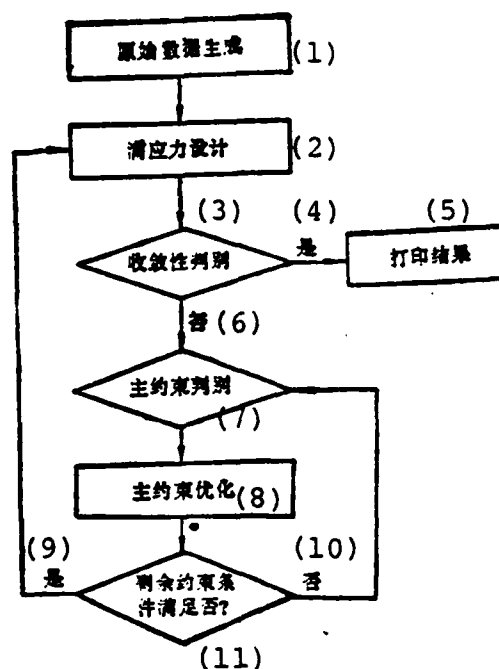 原始数据生成 (1)
满应力设计 (2)
(3) (4) (5)
收敛性判别 是 打印结果
否 (6)
主约束判别
(7)
主约束优化 (8)
(9) (10)
是 剩余约束条 否
件满足否?
(11)